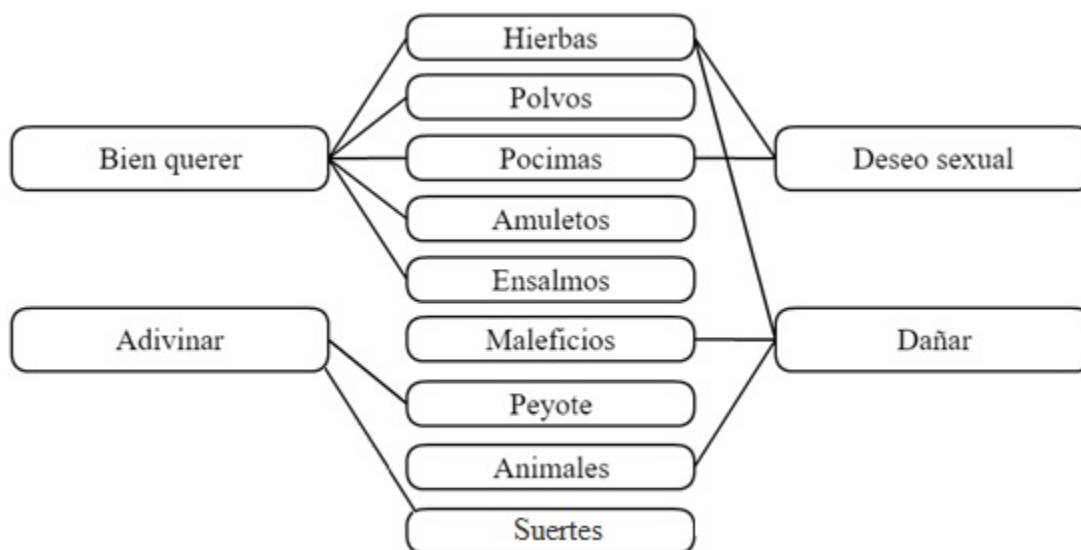 Hierbas
Polvos
Bien querer
Pocimas
Deseo sexual
Amuletos
Ensalmos
Adivinar
Maleficios
Dañar
Peyote
Animales
Suertes